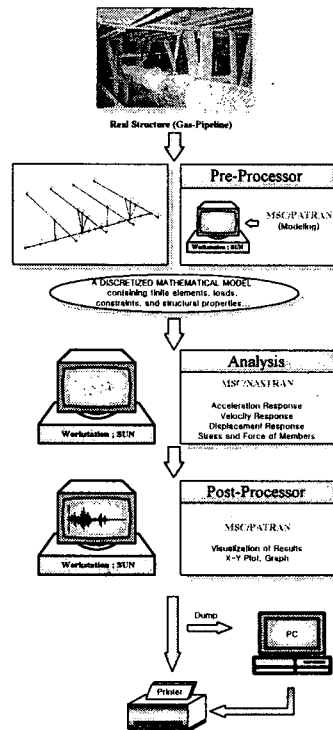 Real Structure (Gas-Pipeline)
Pre-Processor
MSC/PATRAN
(Modeling)
Workstation ; SUN
A DISCRETIZED MATHEMATICAL MODEL
containing finite elements, loads,
constraints, and structural properties...
Analysis
MSC/NASTRAN
Acceleration Response
Velocity Response
Displacement Response
Stress and Force of Members
Workstation ; SUN
Post-Processor
MSC/PATRAN
Visualization of Results
X-Y Plot, Graph
Workstation ; SUN
Dump
PC
Printer